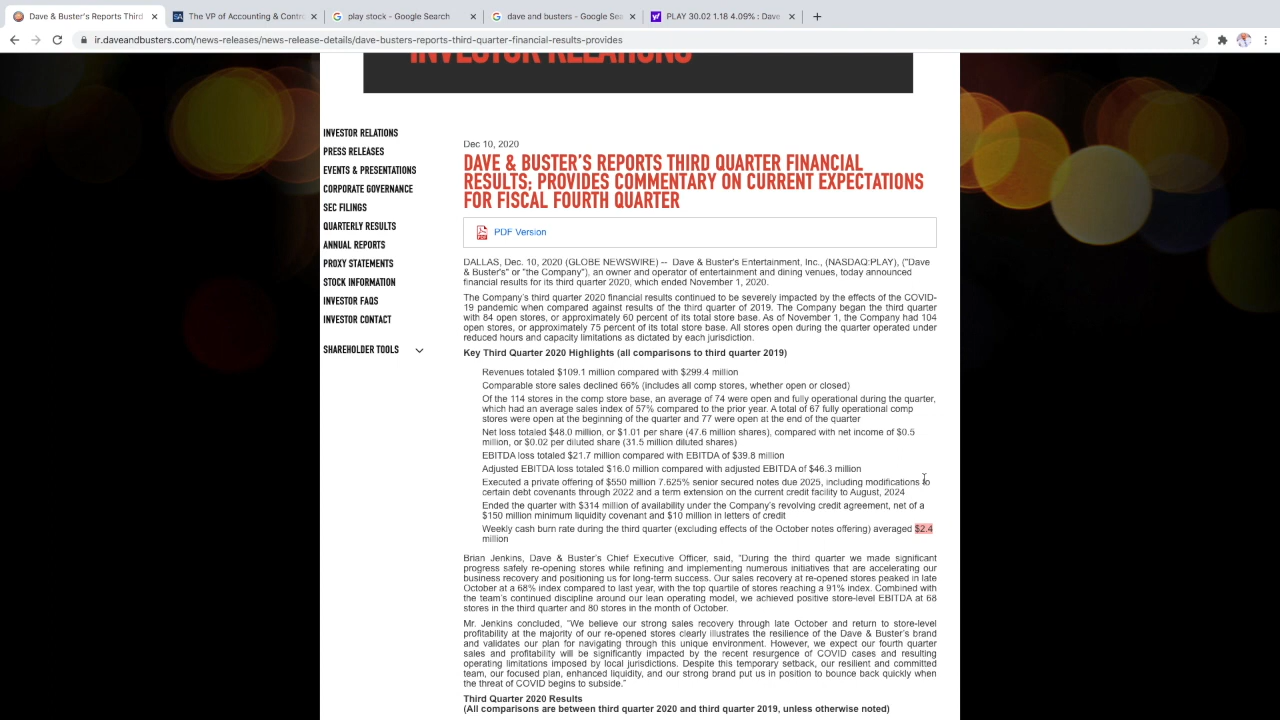 Dave & Buster's Reports Third
The VP of Accounting & Contro
play stock - Google Search
dave and busters - Google Sea
PLAY 30.02 1.18 4.09% : Dave
ir.daveandbusters.com/news-releases/news-release-details/dave-busters-reports-third-quarter-financial-results-provides
INVESTOR RELATIONS
INVESTOR RELATIONS
PRESS RELEASES
EVENTS & PRESENTATIONS
CORPORATE GOVERNANCE
SEC FILINGS
QUARTERLY RESULTS
ANNUAL REPORTS
PROXY STATEMENTS
STOCK INFORMATION
INVESTOR FAQS
INVESTOR CONTACT
SHAREHOLDER TOOLS
Dec 10, 2020
DAVE & BUSTER'S REPORTS THIRD QUARTER FINANCIAL
RESULTS; PROVIDES COMMENTARY ON CURRENT EXPECTATIONS
FOR FISCAL FOURTH QUARTER
PDF Version
DALLAS, Dec. 10, 2020 (GLOBE NEWSWIRE) -- Dave & Buster's Entertainment, Inc., (NASDAQ:PLAY), ("Dave
& Buster's" or "the Company"), an owner and operator of entertainment and dining venues, today announced
financial results for its third quarter 2020, which ended November 1, 2020.
The Company's third quarter 2020 financial results continued to be severely impacted by the effects of the COVID-
19 pandemic when compared against results of the third quarter of 2019. The Company began the third quarter
with 84 open stores, or approximately 60 percent of its total store base. As of November 1, the Company had 104
open stores, or approximately 75 percent of its total store base. All stores open during the quarter operated under
reduced hours and capacity limitations as dictated by each jurisdiction.
Key Third Quarter 2020 Highlights (all comparisons to third quarter 2019)
Revenues totaled $109.1 million compared with $299.4 million
Comparable store sales declined 66% (includes all comp stores, whether open or closed)
Of the 114 stores in the comp store base, an average of 74 were open and fully operational during the quarter,
which had an average sales index of 57% compared to the prior year. A total of 67 fully operational comp
stores were open at the beginning of the quarter and 77 were open at the end of the quarter
Net loss totaled $48.0 million, or $1.01 per share (47.6 million shares), compared with net income of $0.5
million, or $0.02 per diluted share (31.5 million diluted shares)
EBITDA loss totaled $21.7 million compared with EBITDA of $39.8 million
Adjusted EBITDA loss totaled $16.0 million compared with adjusted EBITDA of $46.3 million
Executed a private offering of $550 million 7.625% senior secured notes due 2025, including modifications to
certain debt covenants through 2022 and a term extension on the current credit facility to August, 2024
Ended the quarter with $314 million of availability under the Company's revolving credit agreement, net of a
$150 million minimum liquidity covenant and $10 million in letters of credit
Weekly cash burn rate during the third quarter (excluding effects of the October notes offering) averaged $2.4
million
Brian Jenkins, Dave & Buster's Chief Executive Officer, said, "During the third quarter we made significant
progress safely re-opening stores while refining and implementing numerous initiatives that are accelerating our
business recovery and positioning us for long-term success. Our sales recovery at re-opened stores peaked in late
October at a 68% index compared to last year, with the top quartile of stores reaching a 91% index. Combined with
the team's continued discipline around our lean operating model, we achieved positive store-level EBITDA at 68
stores in the third quarter and 80 stores in the month of October.
Mr. Jenkins concluded, "We believe our strong sales recovery through late October and return to store-level
profitability at the majority of our re-opened stores clearly illustrates the resilience of the Dave & Buster's brand
and validates our plan for navigating through this unique environment. However, we expect our fourth quarter
sales and profitability will be significantly impacted by the recent resurgence of COVID cases and resulting
operating limitations imposed by local jurisdictions. Despite this temporary setback, our resilient and committed
team, our focused plan, enhanced liquidity, and our strong brand put us in position to bounce back quickly when
the threat of COVID begins to subside."
Third Quarter 2020 Results
(All comparisons are between third quarter 2020 and third quarter 2019, unless otherwise noted)